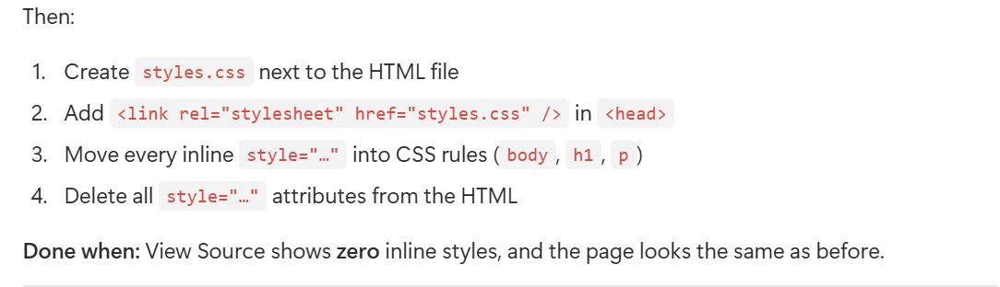 Then:
1. Create styles.css next to the HTML file
2. Add <link rel="stylesheet" href="styles.css" /> in <head>
3. Move every inline style="…" into CSS rules ( body , h1 , p )
4. Delete all style="…" attributes from the HTML
Done when: View Source shows zero inline styles, and the page looks the same as before.